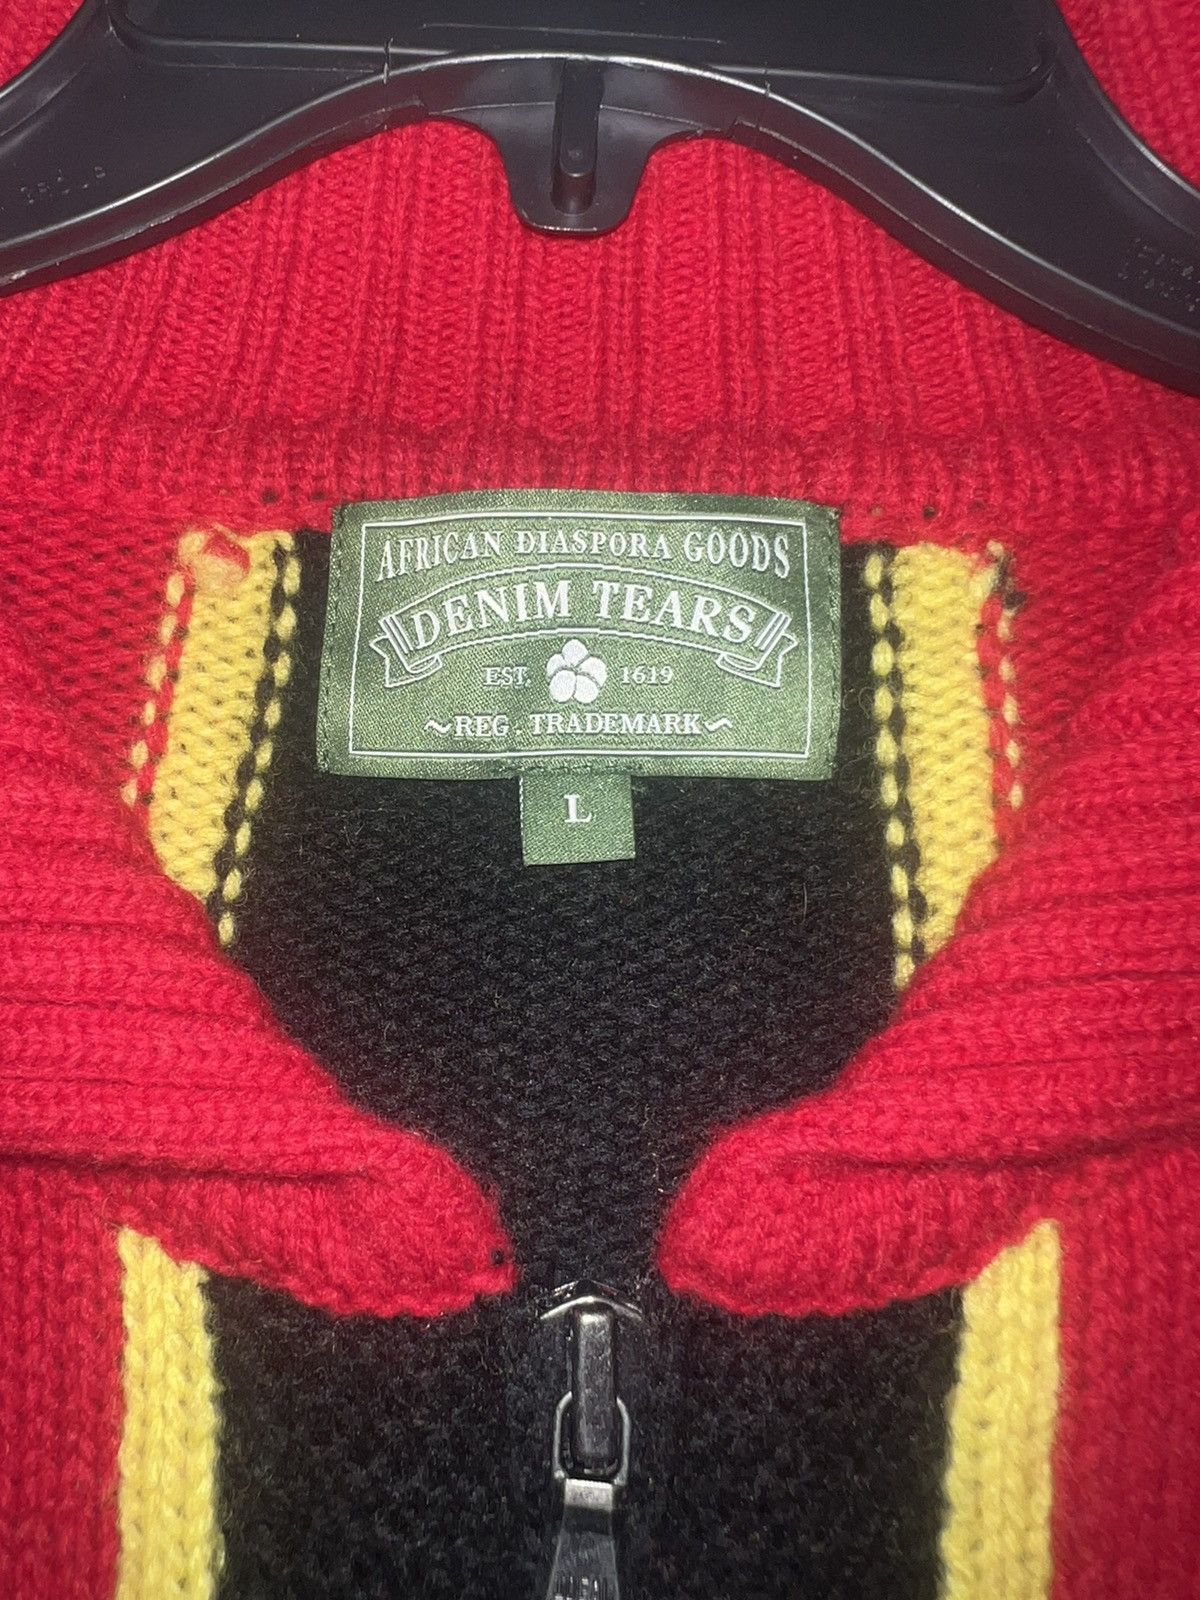 AFRICAN DIASPORA GOODS
DENIM TEARS
EST. 1619
~REG. TRADEMARK~
L